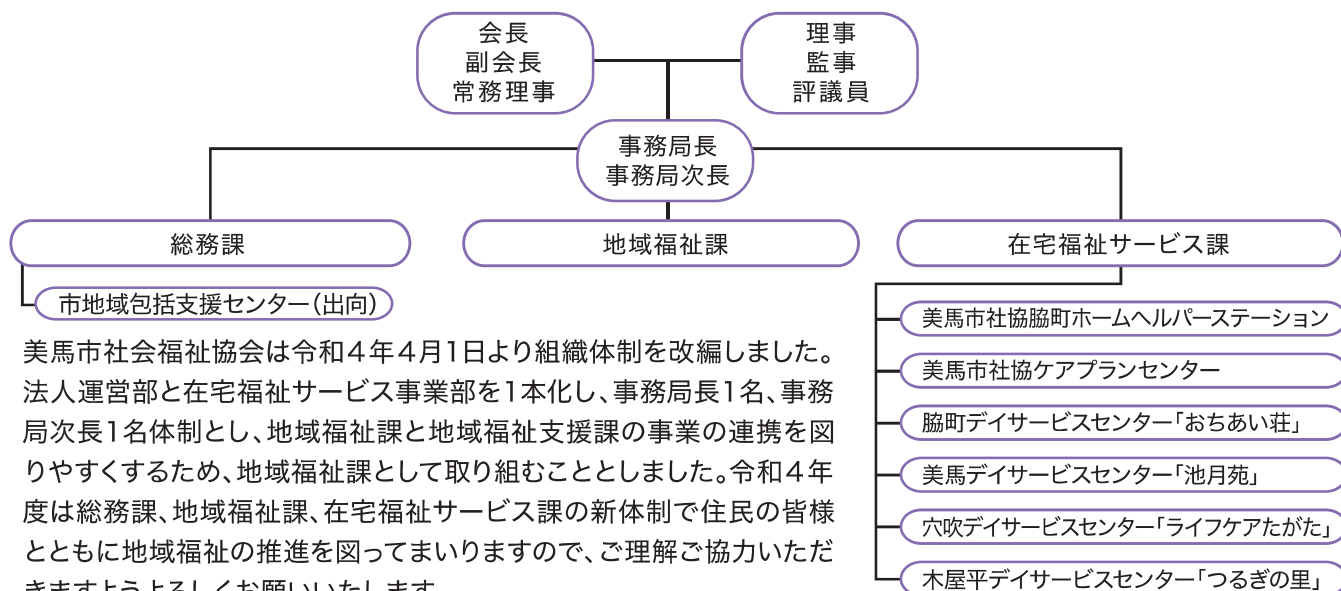 会長
副会長
常務理事
理事
監事
評議員
事務局長
事務局次長
総務課
地域福祉課
在宅福祉サービス課
市地域包括支援センター（出向）
美馬市社会福祉協会は令和４年４月1日より組織体制を改編しました。
法人運営部と在宅福祉サービス事業部を1本化し、事務局長1名、事務
局次長1名体制とし、地域福祉課と地域福祉支援課の事業の連携を図
りやすくするため、地域福祉課として取り組むこととしました。令和４年
度は総務課、地域福祉課、在宅福祉サービス課の新体制で住民の皆様
とともに地域福祉の推進を図ってまいりますので、ご理解ご協力いただ
きますようよろしくお願いいたします。
美馬市社協脇町ホームヘルパーステーション
美馬市社協ケアプランセンター
脇町デイサービスセンター「おちあい荘」
美馬デイサービスセンター「池月苑」
穴吹デイサービスセンター「ライフケアたがた」
木屋平デイサービスセンター「つるぎの里」